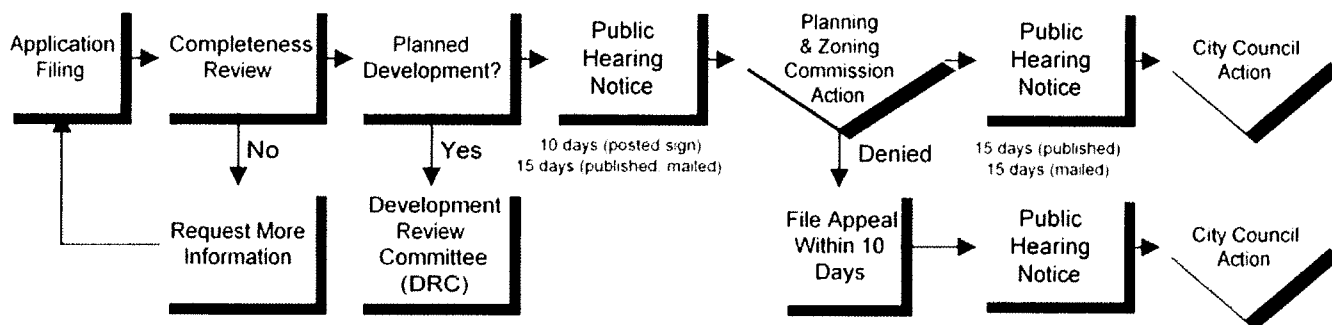 Application
Filing
Completeness
Review
Planned
Development?
Public
Hearing
Notice
Planning
& Zoning
Commission
Action
Public
Hearing
Notice
City Council
Action
No
Yes
10 days (posted sign)
15 days (published, mailed)
Denied
15 days (published)
15 days (mailed)
Request More
Information
Development
Review
Committee
(DRC)
File Appeal
Within 10
Days
Public
Hearing
Notice
City Council
Action